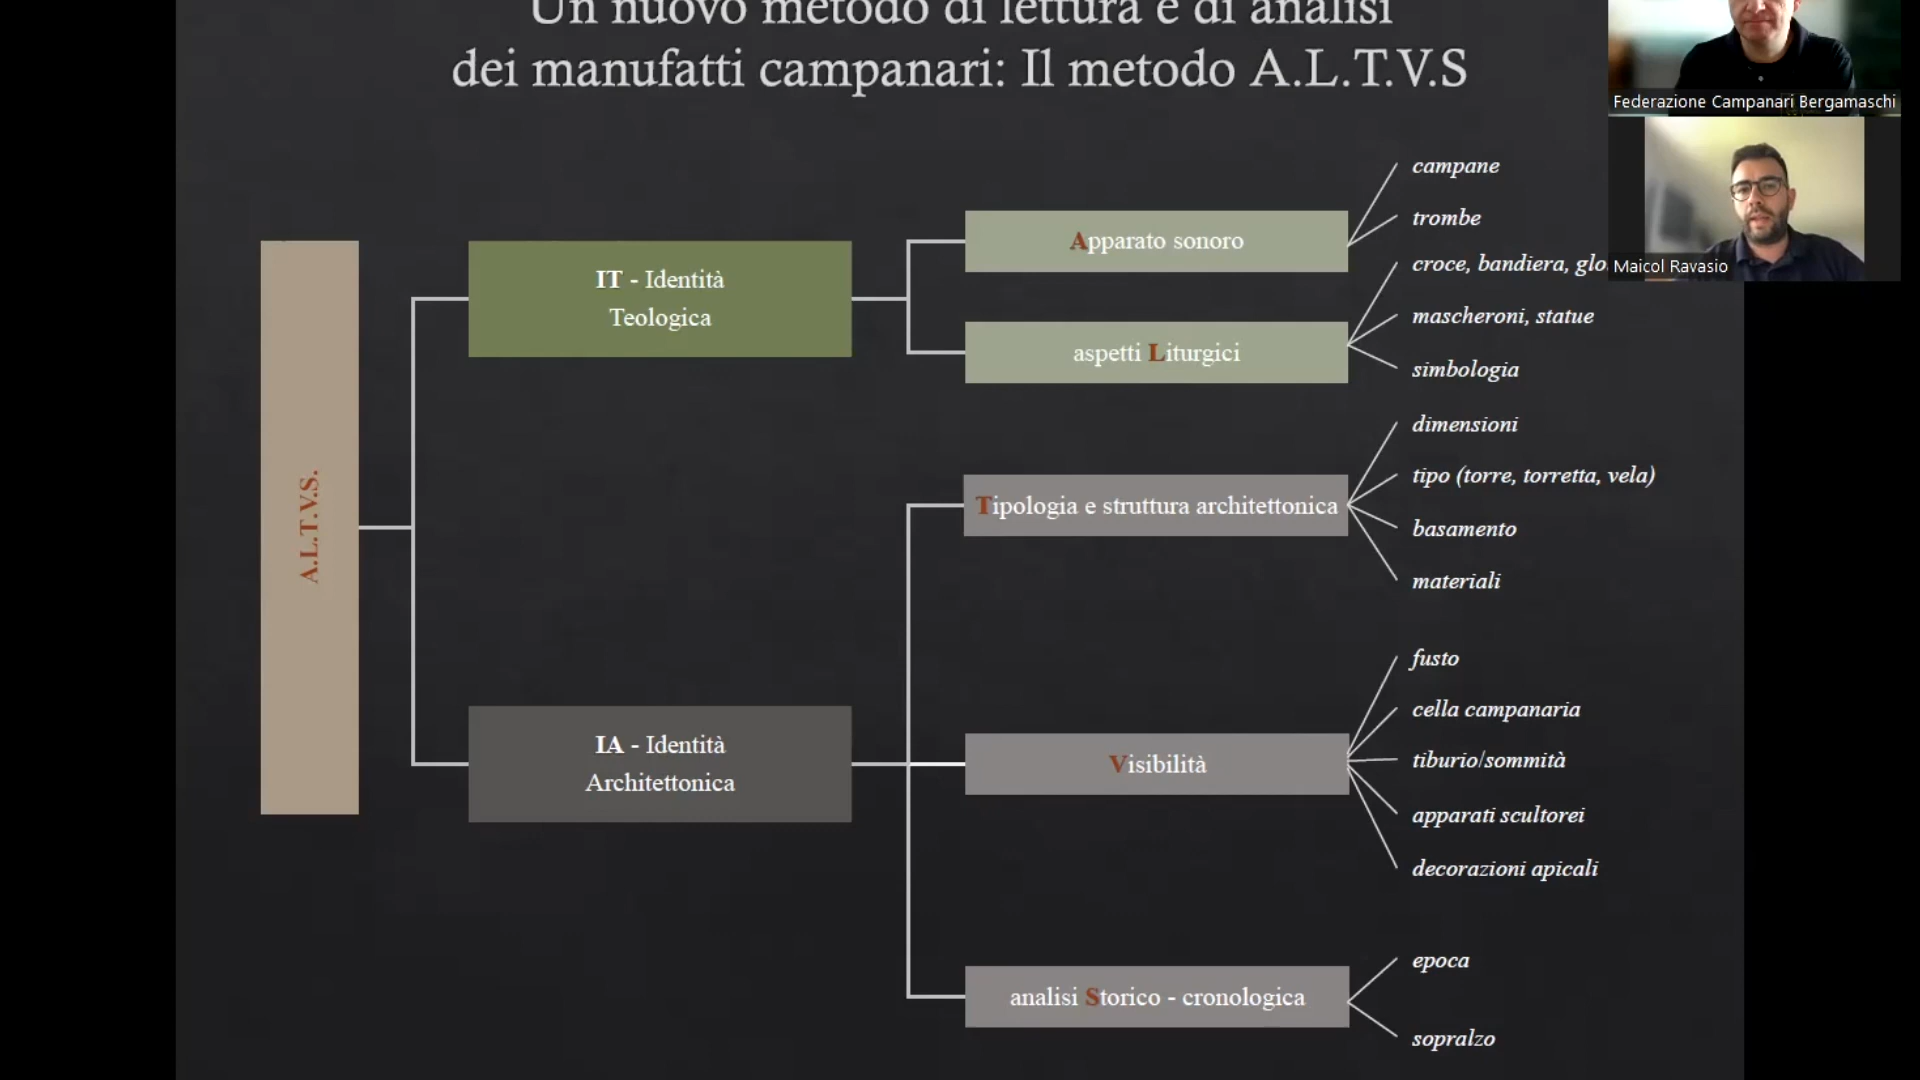 Un nuovo metodo di lettura e di analisi
dei manufatti campanari: Il metodo A.L.T.V.S
Federazione Campanari Bergamaschi
Maicol Ravasio
A.L.T.V.S.
IT - Identità
Teologica
Apparato sonoro
campane
trombe
aspetti Liturgici
croce, bandiera,
mascheroni, statue
simbologia
IA - Identità
Architettonica
Tipologia e struttura architettonica
dimensioni
tipo (torre, torretta, vela)
basamento
materiali
Visibilità
fusto
cella campanaria
tiburio/sommità
apparati scultorei
decorazioni apicali
analisi Storico - cronologica
epoca
sopralzo